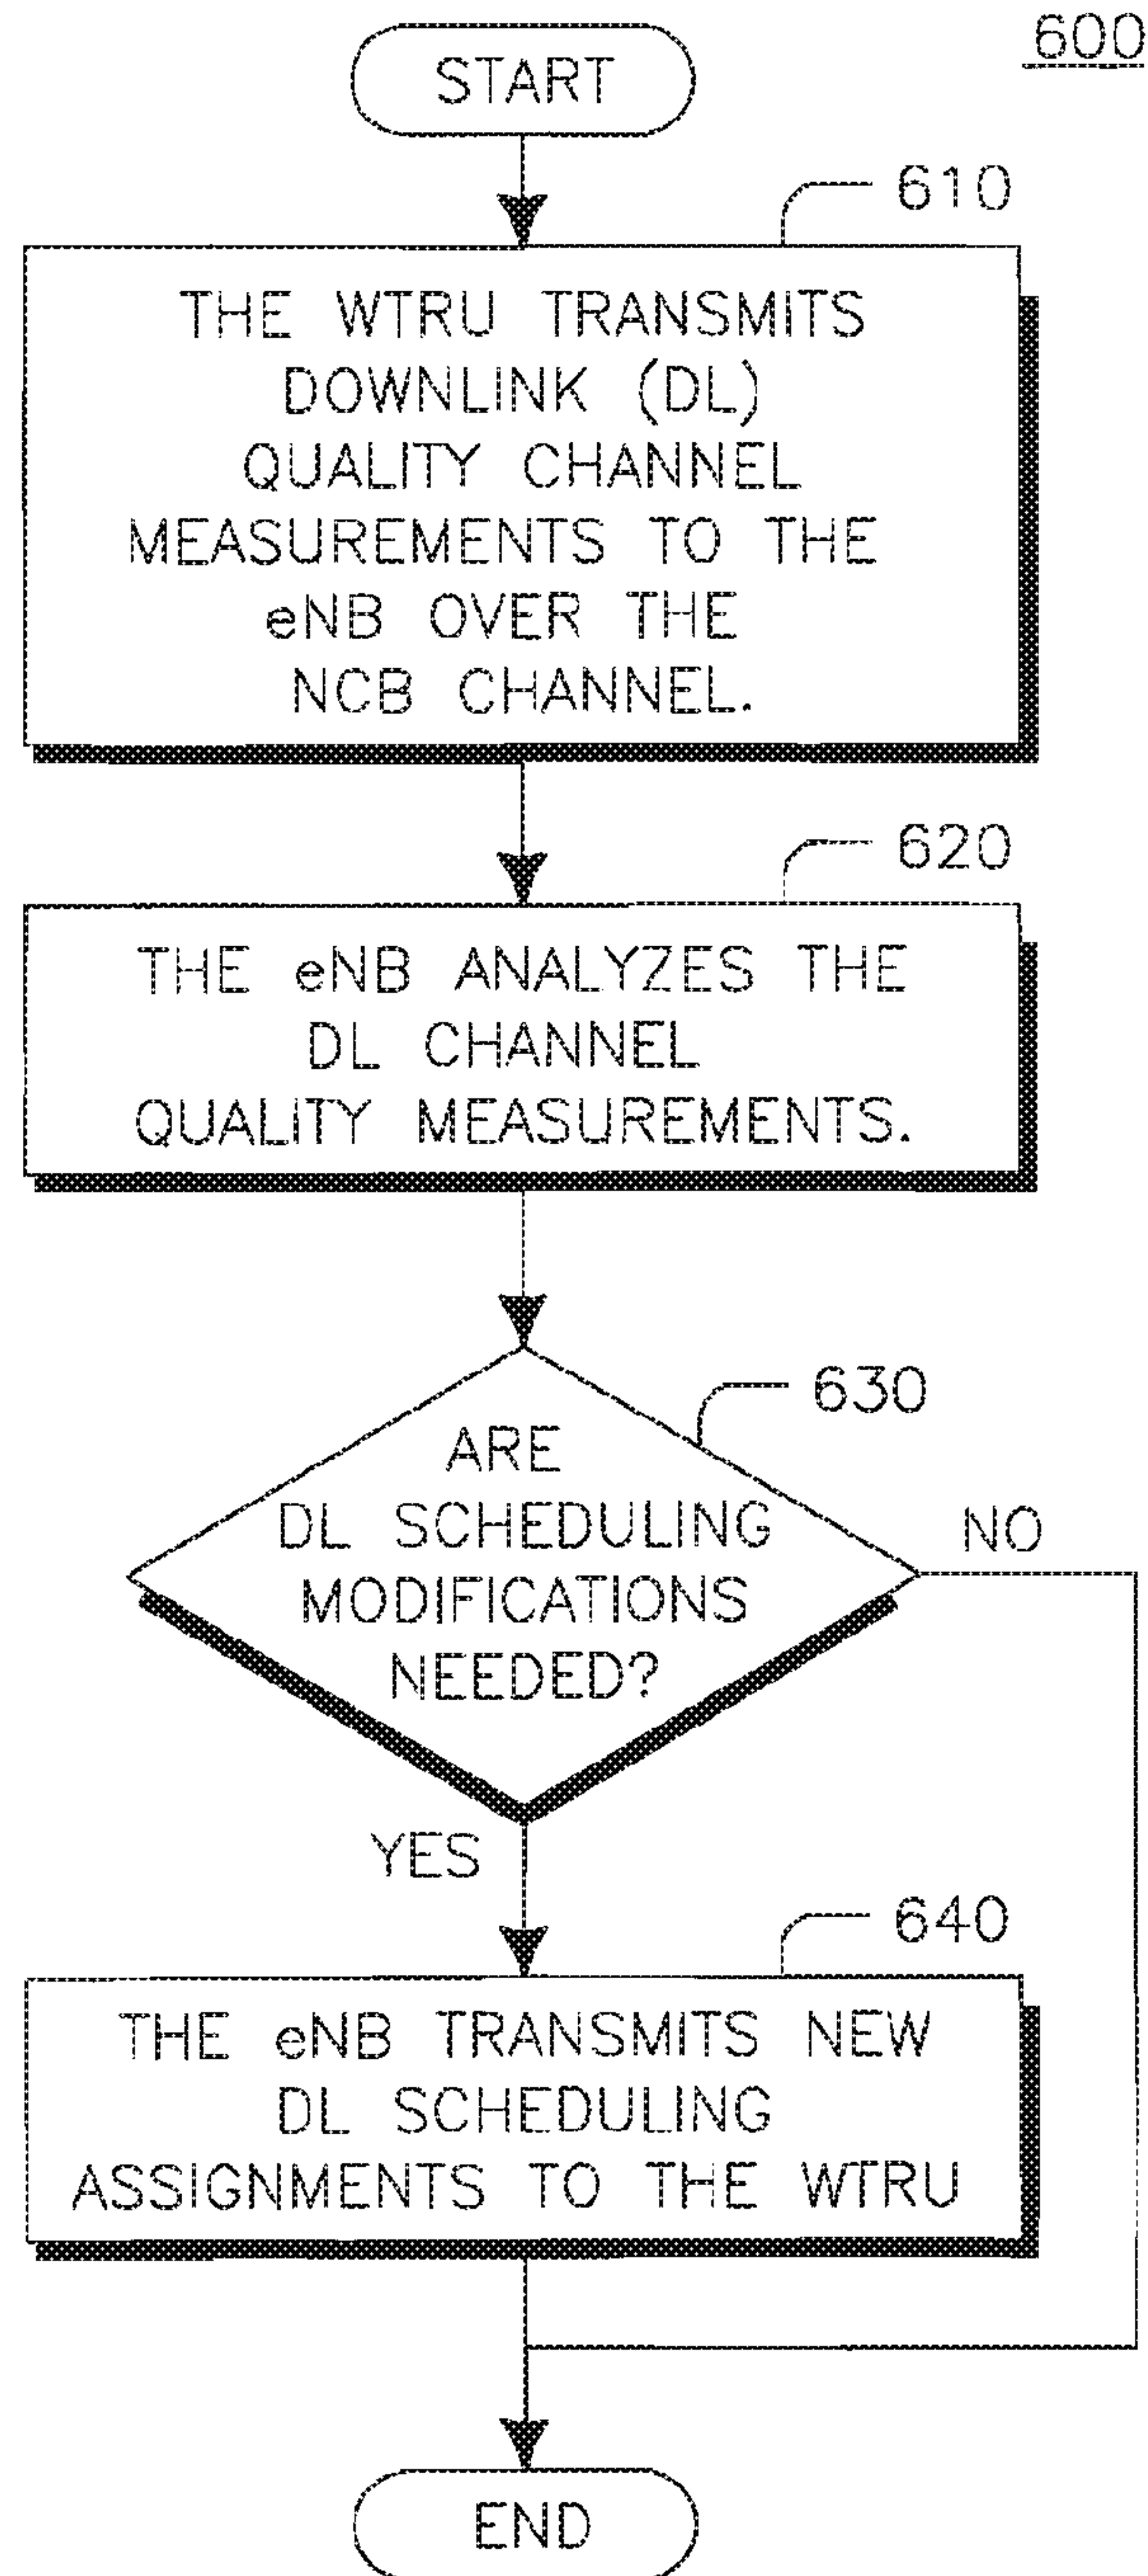 600
START
610
THE WTRU TRANSMITS
DOWNLINK (DL)
QUALITY CHANNEL
MEASUREMENTS TO THE
eNB OVER THE
NCB CHANNEL.
620
THE eNB ANALYZES THE
DL CHANNEL
QUALITY MEASUREMENTS.
630
ARE
DL SCHEDULING
MODIFICATIONS
NEEDED?
NO
YES
640
THE eNB TRANSMITS NEW
DL SCHEDULING
ASSIGNMENTS TO THE WTRU
END